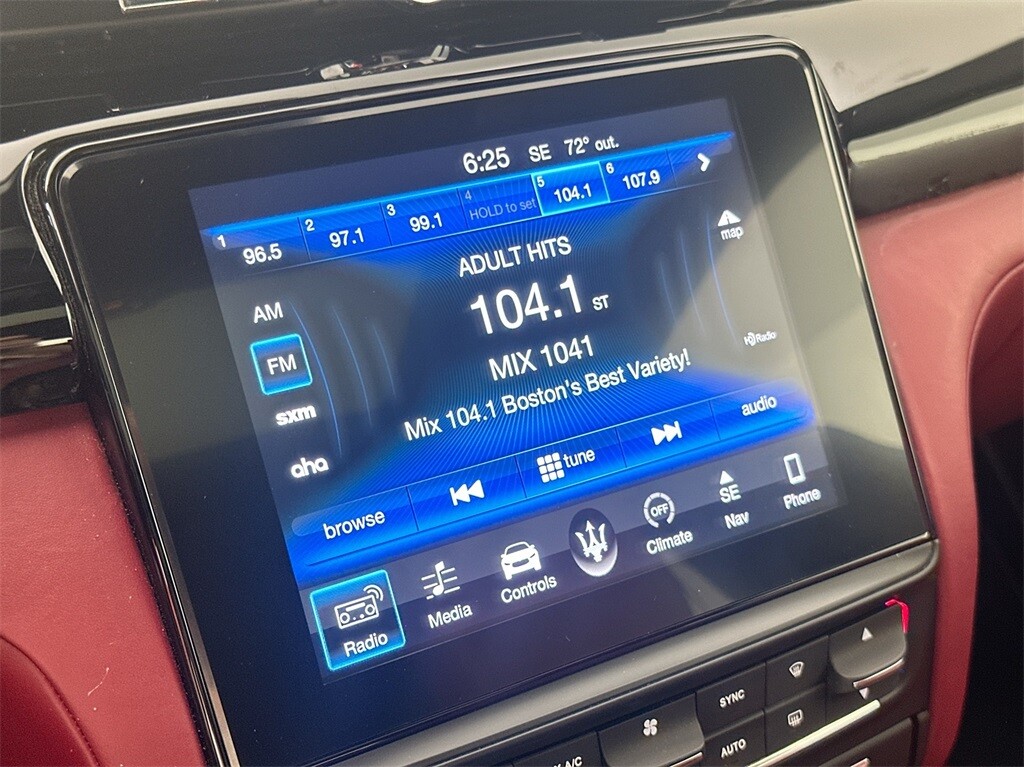 6:25 SE 72° out.
1 96.5 2 97.1 3 99.1 4 HOLD to set 5 104.1 6 107.9
map
ADULT HITS
AM
104.1 ST
FM
MIX 1041
HD Radio
sxm
Mix 104.1 Boston's Best Variety!
aha
browse tune audio
Radio Media Controls OFF Climate SE Nav Phone
SYNC
A/C AUTO